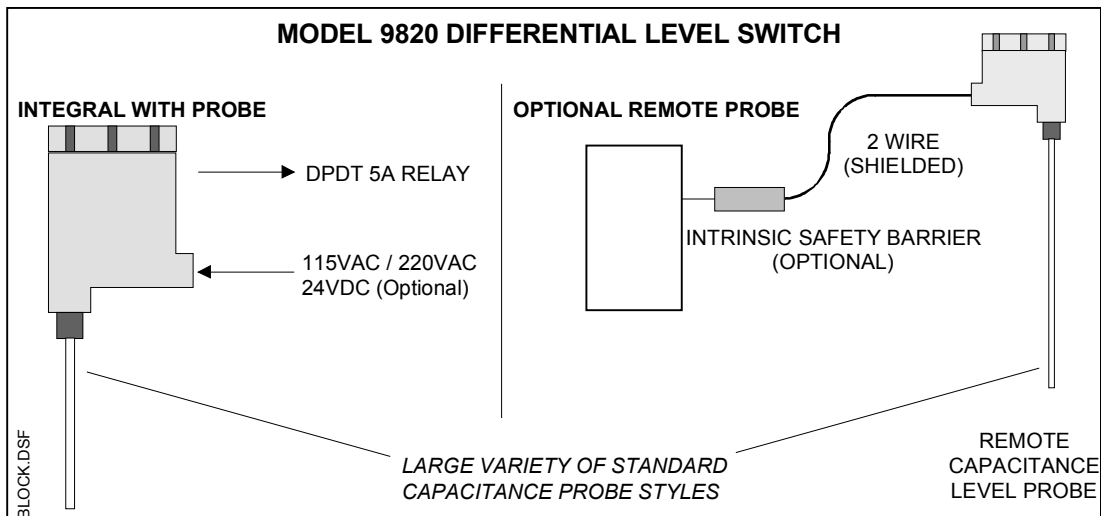 MODEL 9820 DIFFERENTIAL LEVEL SWITCH
INTEGRAL WITH PROBE
DPDT 5A RELAY
115VAC / 220VAC
24VDC (Optional)
OPTIONAL REMOTE PROBE
2 WIRE
(SHIELDED)
INTRINSIC SAFETY BARRIER
(OPTIONAL)
LARGE VARIETY OF STANDARD
CAPACITANCE PROBE STYLES
REMOTE
CAPACITANCE
LEVEL PROBE
BLOCK.DSF